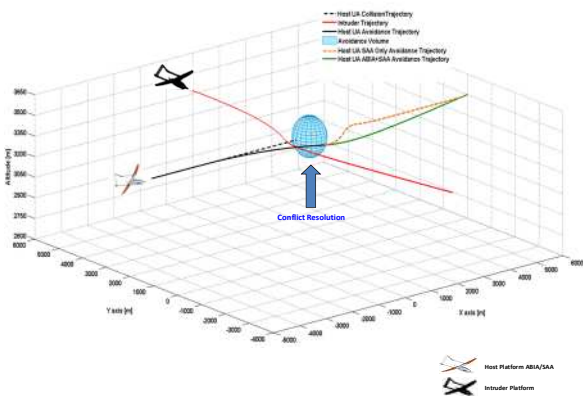 Host UA CollisionTrajectory
Intruder Trajectory
Host UA Avoidance Trajectory
Avoidance Volume
Host UA SAA Only Avoidance Trajectory
Host UA ABIA+SAA Avoidance Trajectory
3650
3500
3350
3200
3050
2900
2750
2600
Altitude [m]
Conflict Resolution
6000
5000
4000
3000
2000
1000
0
-1000
-2000
-3000
-4000
Y axis [m]
-5000
-4000
-3000
-2000
-1000
0
1000
2000
3000
4000
5000
6000
X axis [m]
Host Platform ABIA/SAA
Intruder Platform